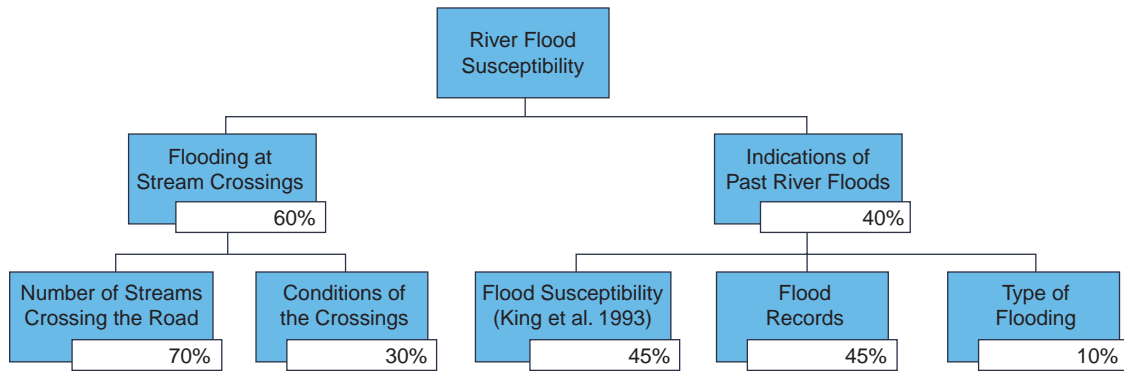 River Flood
Susceptibility
Flooding at
Stream Crossings
60%
Indications of
Past River Floods
40%
Number of Streams
Crossing the Road
70%
Conditions of
the Crossings
30%
Flood Susceptibility
(King et al. 1993)
45%
Flood
Records
45%
Type of
Flooding
10%